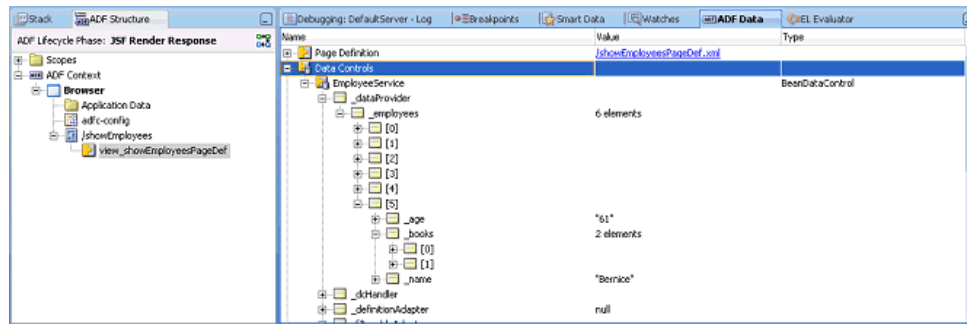 Stack ADF Structure
ADF Lifecycle Phase: JSF Render Response
Scopes
ADF Context
Browser
Application Data
adfc-config
/showEmployees
view_showEmployeesPageDef
Debugging: DefaultServer - Log Breakpoints Smart Data Watches ADF Data EL Evaluator
Name Value Type
Page Definition /showEmployeesPageDef.xml
Data Controls
EmployeeService BeanDataControl
_dataProvider
_employees 6 elements
[0]
[1]
[2]
[3]
[4]
[5]
_age "61"
_books 2 elements
[0]
[1]
_name "Bernice"
_dcHandler
_definitionAdapter null